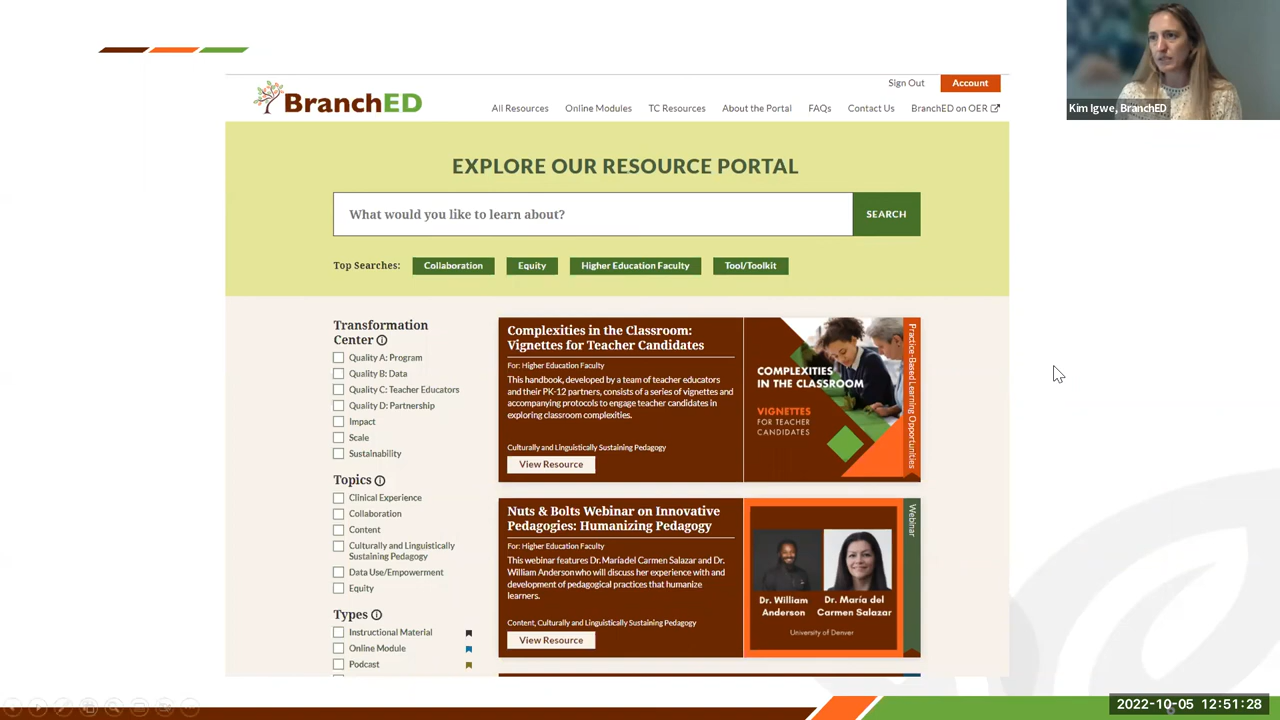 Kim Igwe, BranchED
BranchED
Sign Out
Account
All Resources
Online Modules
TC Resources
About the Portal
FAQs
Contact Us
BranchED on OER
EXPLORE OUR RESOURCE PORTAL
What would you like to learn about?
SEARCH
Top Searches:
Collaboration
Equity
Higher Education Faculty
Tool/Toolkit
Transformation
Center
Quality A: Program
Quality B: Data
Quality C: Teacher Educators
Quality D: Partnership
Impact
Scale
Sustainability
Topics
Clinical Experience
Collaboration
Content
Culturally and Linguistically
Sustaining Pedagogy
Data Use/Empowerment
Equity
Types
Instructional Material
Online Module
Podcast
Complexities in the Classroom:
Vignettes for Teacher Candidates
For: Higher Education Faculty
This handbook, developed by a team of teacher educators
and their PK-12 partners, consists of a series of vignettes and
accompanying protocols to engage teacher candidates in
exploring classroom complexities.
Culturally and Linguistically Sustaining Pedagogy
View Resource
COMPLEXITIES
IN THE CLASSROOM
VIGNETTES
FOR TEACHER
CANDIDATES
Practice-Based Learning Opportunities
Nuts & Bolts Webinar on Innovative
Pedagogies: Humanizing Pedagogy
For: Higher Education Faculty
This webinar features Dr. Maríadel Carmen Salazar and Dr.
William Andersonwho will discuss her experience with and
development of pedagogical practices that humanize
learners.
Content, Culturally and Linguistically Sustaining Pedagogy
View Resource
Dr. William
Anderson
Dr. María del
Carmen Salazar
University of Denver
Webinar
2022-10-05 12:51:28